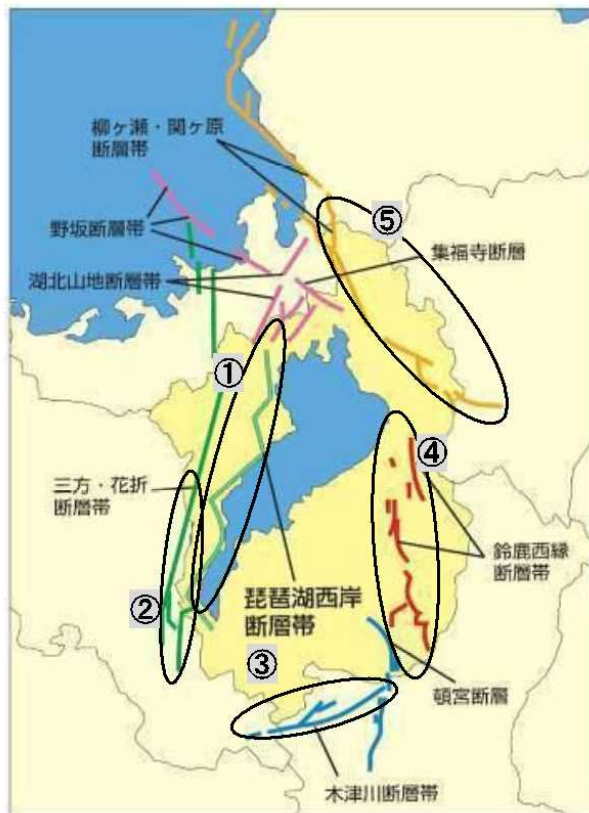 柳ヶ瀬・関ヶ原
断層帯
⑤
野坂断層帯
集福寺断層
湖北山地断層帯
①
④
三方・花折
断層帯
鈴鹿西縁
断層帯
②
琵琶湖西岸
断層帯
③
頓宮断層
木津川断層帯